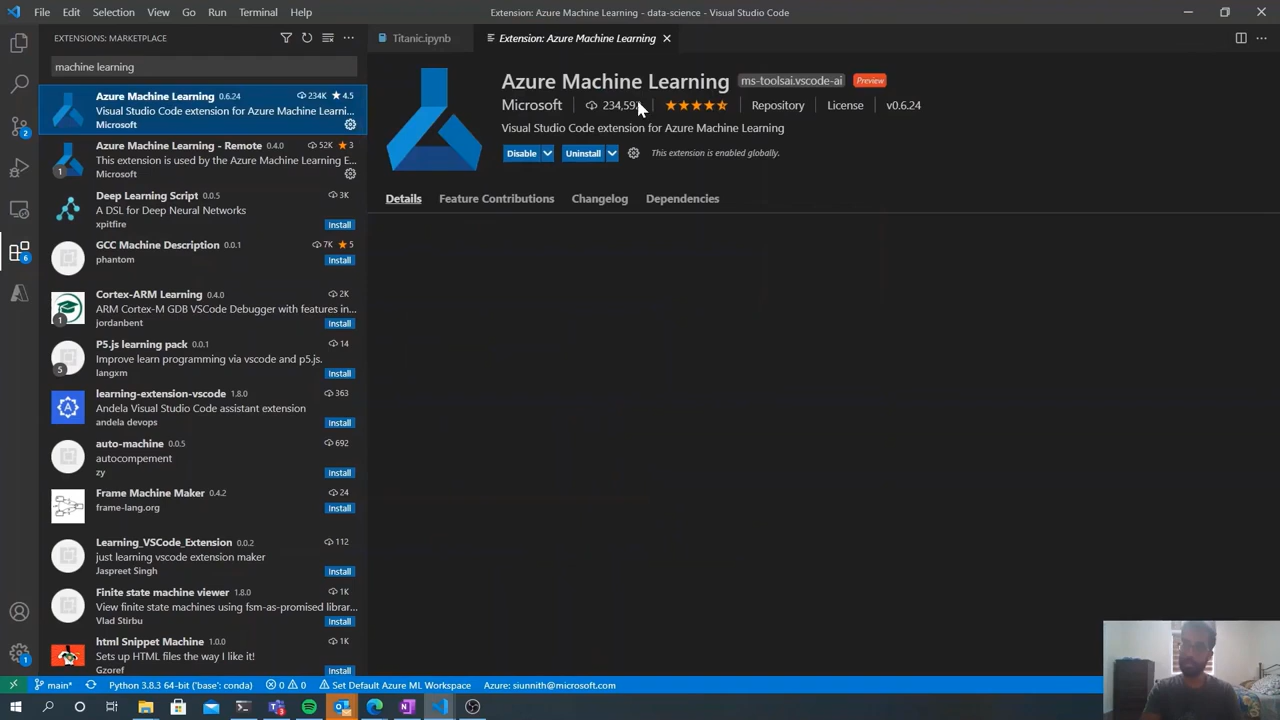 File Edit Selection View Go Run Terminal Help
Extension: Azure Machine Learning - data-science - Visual Studio Code
EXTENSIONS: MARKETPLACE
machine learning
Azure Machine Learning 0.6.24 234K 4.5
Visual Studio Code extension for Azure Machine Learni...
Microsoft
Azure Machine Learning - Remote 0.4.0 52K 3
This extension is used by the Azure Machine Learning E...
Microsoft
1
Deep Learning Script 0.0.5 3K
A DSL for Deep Neural Networks
xpitfire Install
GCC Machine Description 0.0.1 7K 5
phantom Install
Cortex-ARM Learning 0.4.0 2K
ARM Cortex-M GDB VSCode Debugger with features in...
jordanbent Install
1
P5.js learning pack 0.0.1 14
Improve learn programming via vscode and p5.js.
langxm Install
5
learning-extension-vscode 1.8.0 363
Andela Visual Studio Code assistant extension
andela devops Install
auto-machine 0.0.5 692
autocompement
zy Install
Frame Machine Maker 0.4.2 24
frame-lang.org Install
Learning_VSCode_Extension 0.0.2 112
just learning vscode extension maker
Jaspreet Singh Install
Finite state machine viewer 1.8.0 1K
View finite state machines using fsm-as-promised librar...
Vlad Stirbu Install
html Snippet Machine 1.0.0 1K
Sets up HTML files the way I like it!
Gzoref Install
2
6
1
Titanic.ipynb Extension: Azure Machine Learning
Azure Machine Learning ms-toolsai.vscode-ai Preview
Microsoft Repository License v0.6.24
Visual Studio Code extension for Azure Machine Learning
Disable Uninstall This extension is enabled globally.
Details Feature Contributions Changelog Dependencies
main* Python 3.8.3 64-bit ('base': conda) 0 0 Set Default Azure ML Workspace Azure: siunnith@microsoft.com